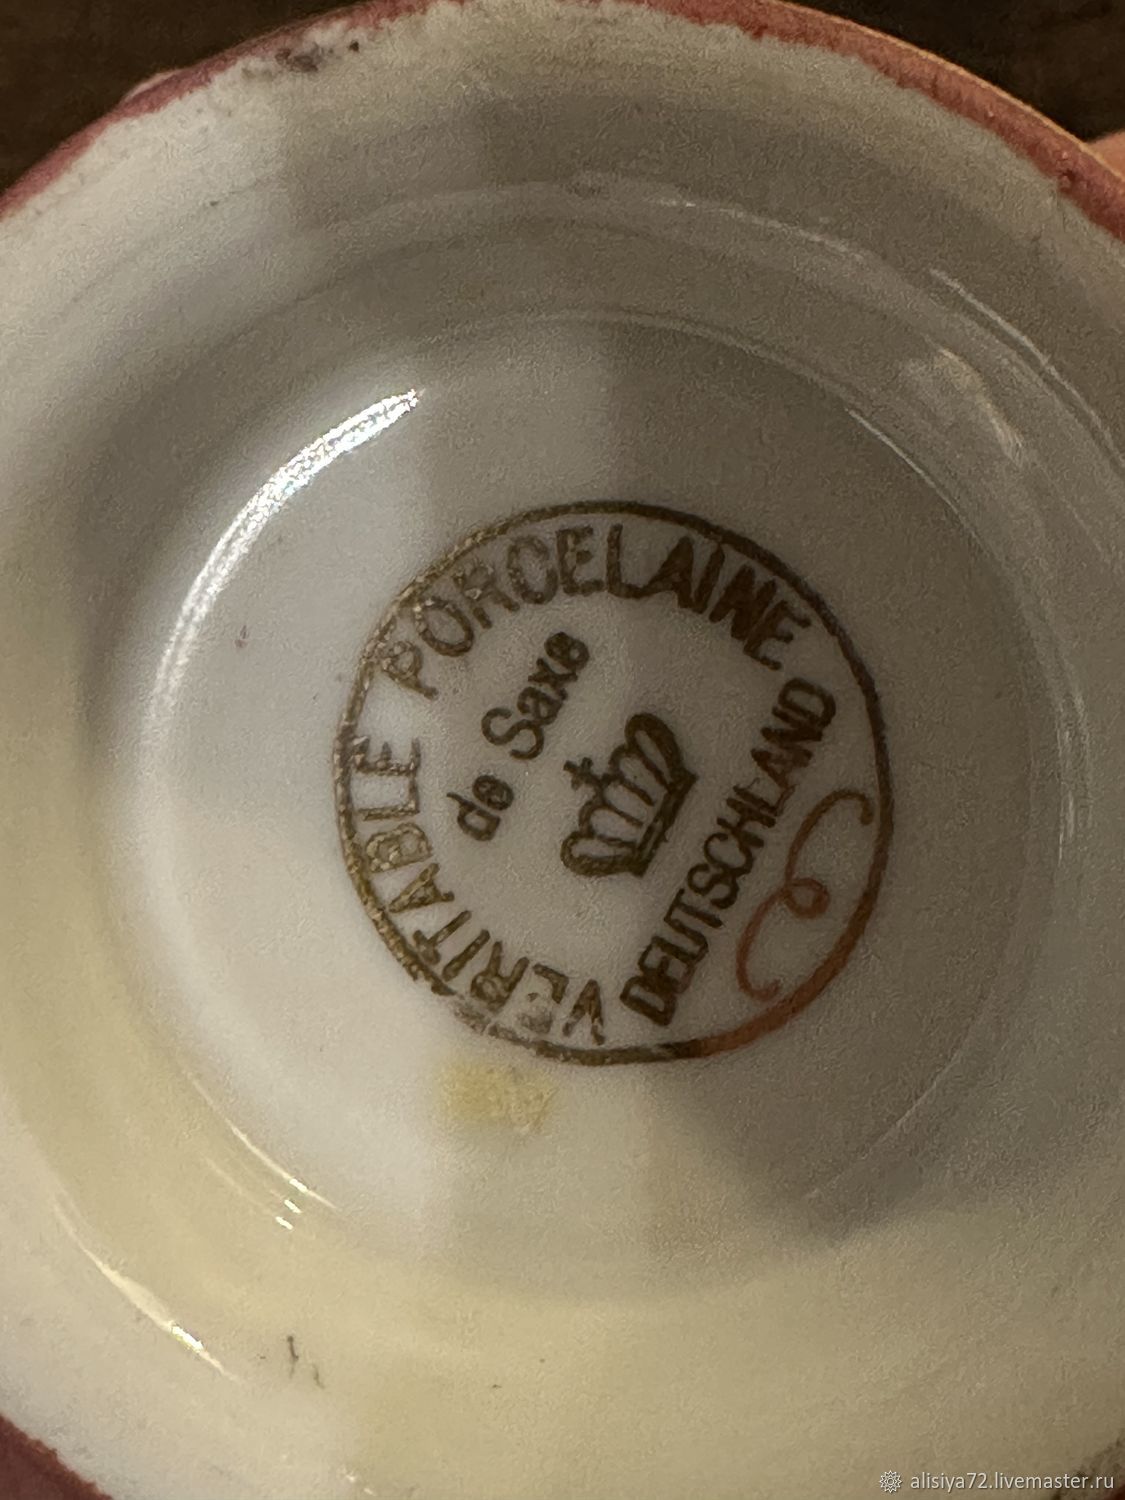 VERITABLE PORCELAINE
de Saxe
DEUTSCHLAND
alisiya72.livemaster.ru